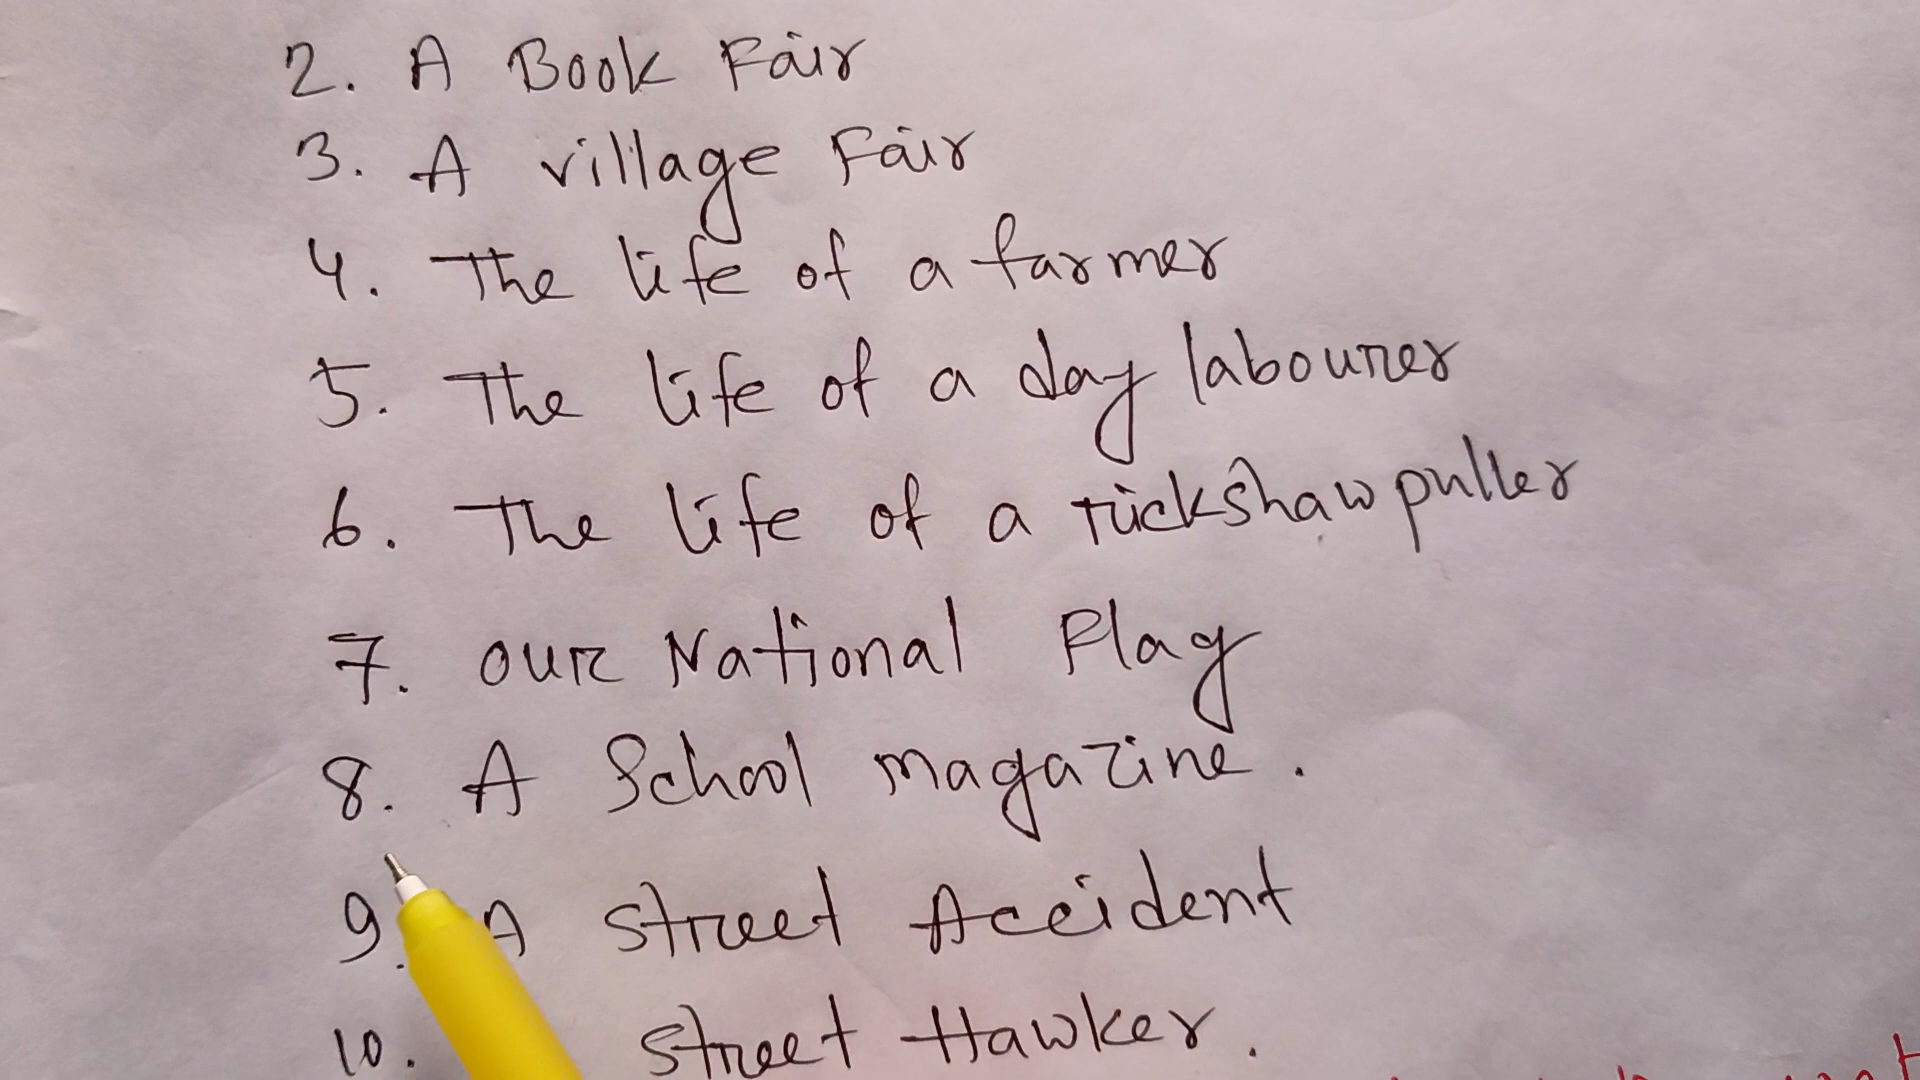 2. A Book Fair
3. A village Fair
4. The life of a farmer
5. The life of a day labourer
6. The life of a rickshaw puller
7. Our National Flag
8. A School magazine.
9. A Street Accident
10. Street Hawker.